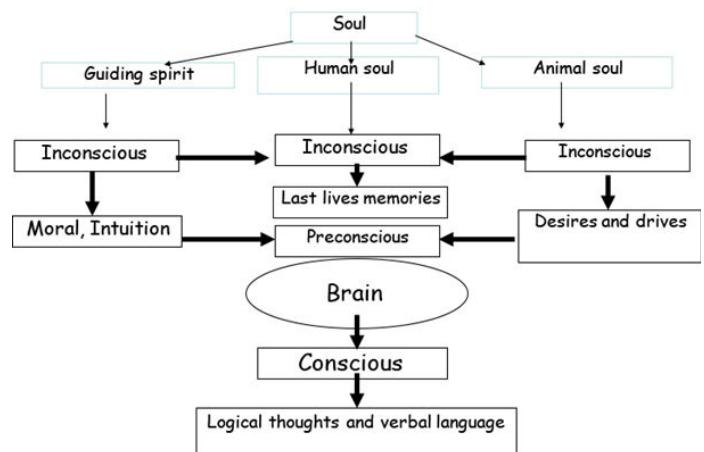 Soul
Guiding spirit
Human soul
Animal soul
Inconscious
Inconscious
Inconscious
Last lives memories
Moral, Intuition
Preconscious
Desires and drives
Brain
Conscious
Logical thoughts and verbal language